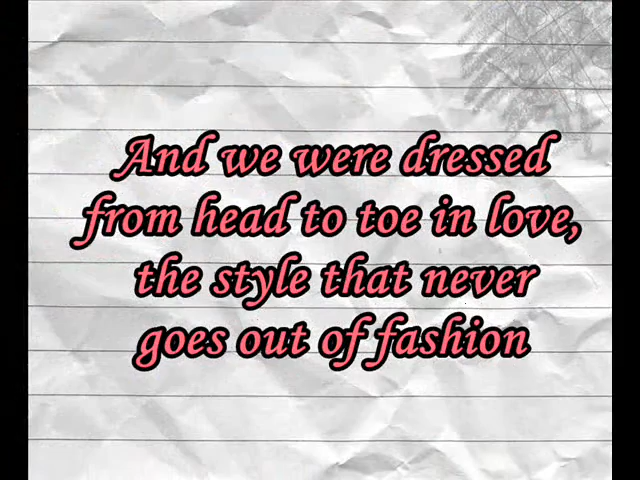 And we were dressed
from head to toe in love,
the style that never
goes out of fashion